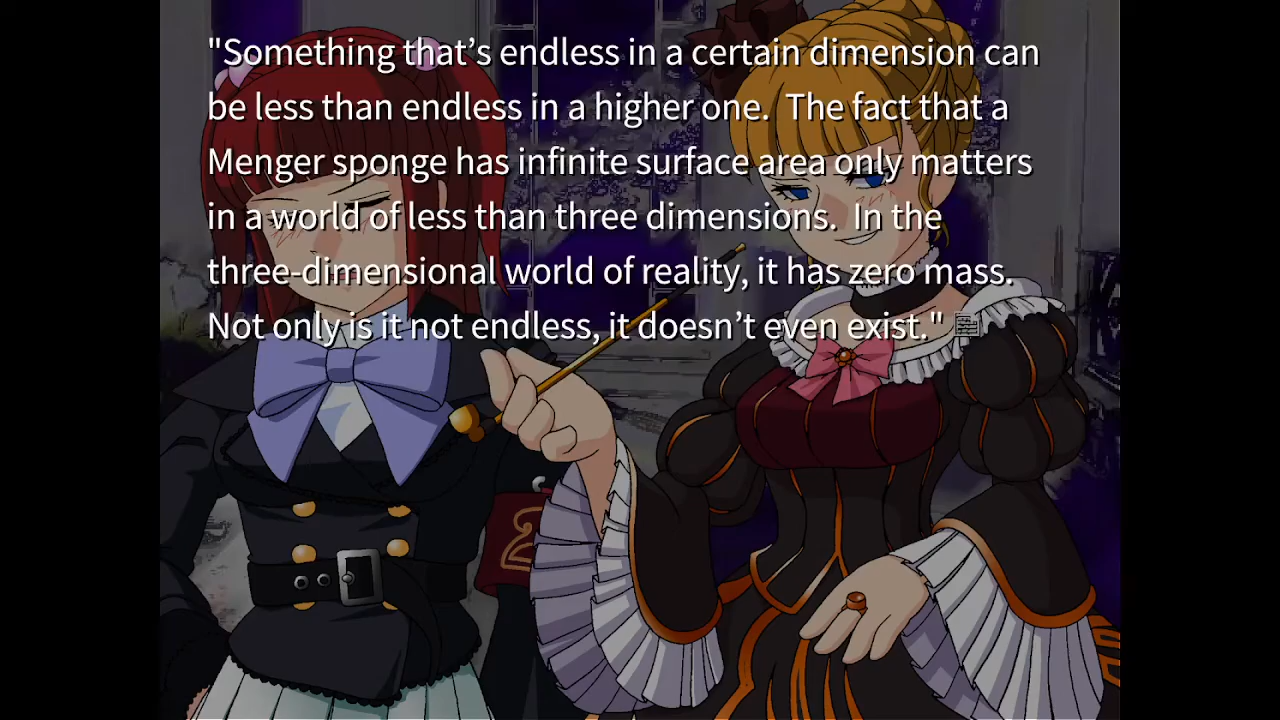 "Something that’s endless in a certain dimension can
be less than endless in a higher one.  The fact that a
Menger sponge has infinite surface area only matters
in a world of less than three dimensions.  In the
three-dimensional world of reality, it has zero mass.
Not only is it not endless, it doesn’t even exist."
2